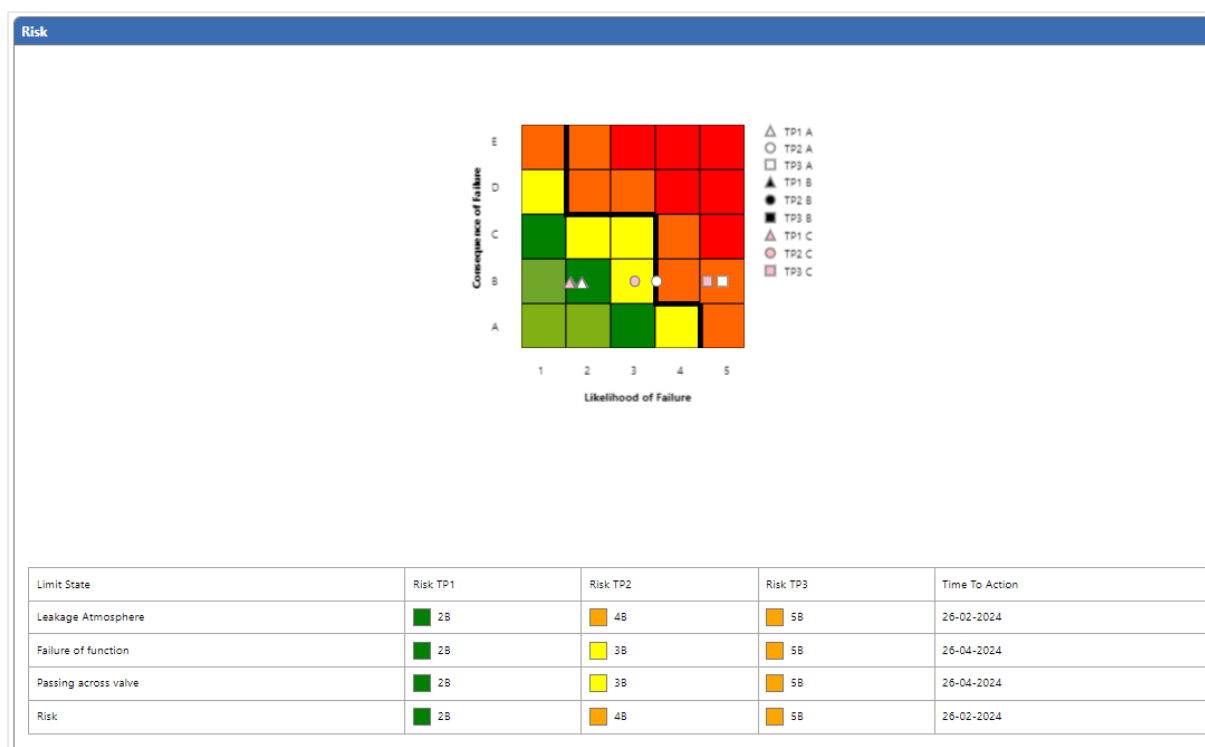 Risk
E
D
C
B
A
Consequence of Failure
1 2 3 4 5
Likelihood of Failure
TP1 A
TP2 A
TP3 A
TP1 B
TP2 B
TP3 B
TP1 C
TP2 C
TP3 C
Limit State Risk TP1 Risk TP2 Risk TP3 Time To Action
Leakage Atmosphere 2B 4B 5B 26-02-2024
Failure of function 2B 3B 5B 26-04-2024
Passing across valve 2B 3B 5B 26-04-2024
Risk 2B 4B 5B 26-02-2024